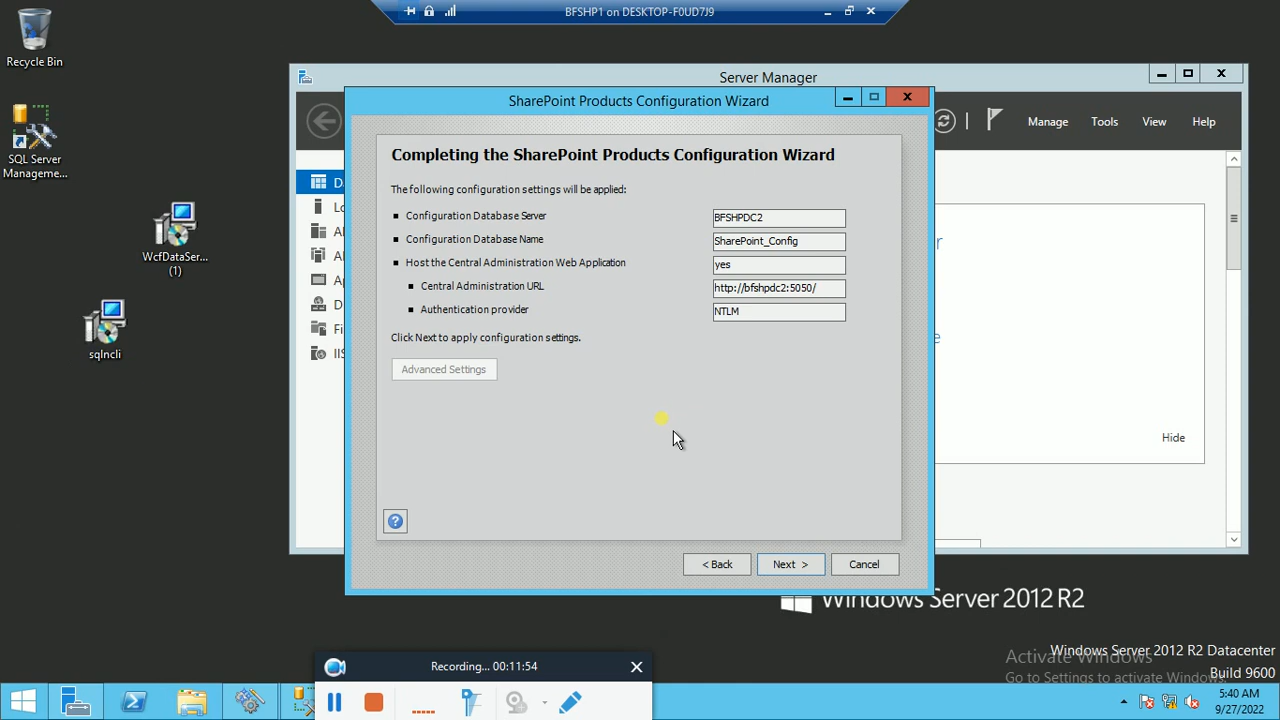 BFSHP1 on DESKTOP-F0UD7J9
Recycle Bin
Server Manager
SharePoint Products Configuration Wizard
Manage
Tools
View
Help
SQL Server
Manageme...
Completing the SharePoint Products Configuration Wizard
The following configuration settings will be applied:
Configuration Database Server
BFSHPDC2
Configuration Database Name
SharePoint_Config
Host the Central Administration Web Application
yes
Central Administration URL
http://bfshpdc2:5050/
Authentication provider
NTLM
Click Next to apply configuration settings.
Advanced Settings
WcfDataSer...
(1)
sqlncli
Hide
?
< Back
Next >
Cancel
Windows Server 2012 R2
Windows Server 2012 R2 Datacenter
Activate Windows
Go to Settings to activate Windows.
Build 9600
Recording... 00:11:54
5:40 AM
9/27/2022